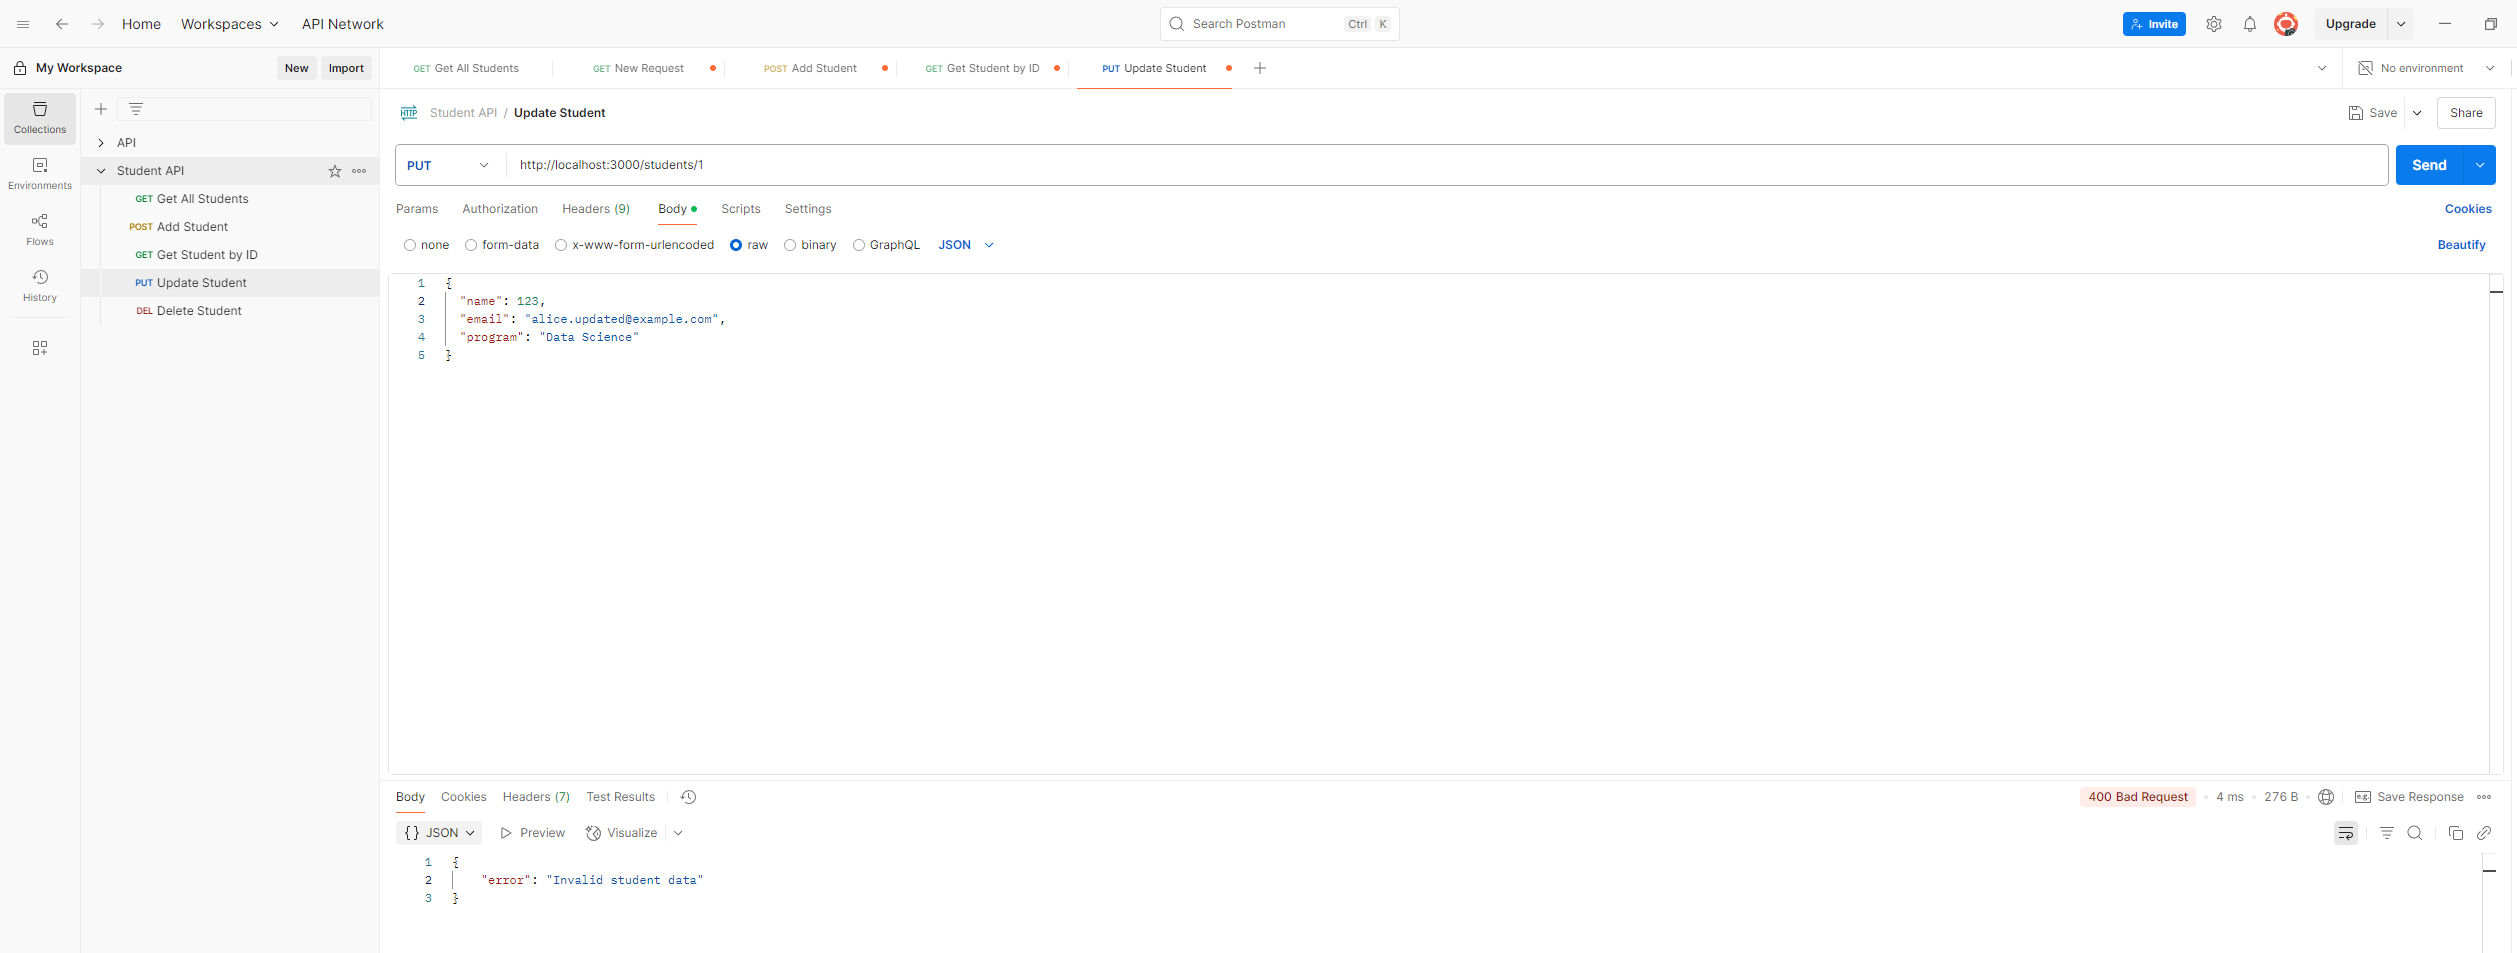 Home Workspaces API Network Search Postman Ctrl K Invite Upgrade
My Workspace New Import GET Get All Students GET New Request POST Add Student GET Get Student by ID PUT Update Student No environment
Collections
Environments
Flows
History
API
Student API
GET Get All Students
POST Add Student
GET Get Student by ID
PUT Update Student
DEL Delete Student
HTTP Student API / Update Student Save Share
PUT http://localhost:3000/students/1 Send
Params Authorization Headers (9) Body Scripts Settings Cookies
none form-data x-www-form-urlencoded raw binary GraphQL JSON Beautify
1 {
2 "name": 123,
3 "email": "alice.updated@example.com",
4 "program": "Data Science"
5 }
Body Cookies Headers (7) Test Results 400 Bad Request 4 ms 276 B e.g. Save Response
{} JSON Preview Visualize
1 {
2 "error": "Invalid student data"
3 }